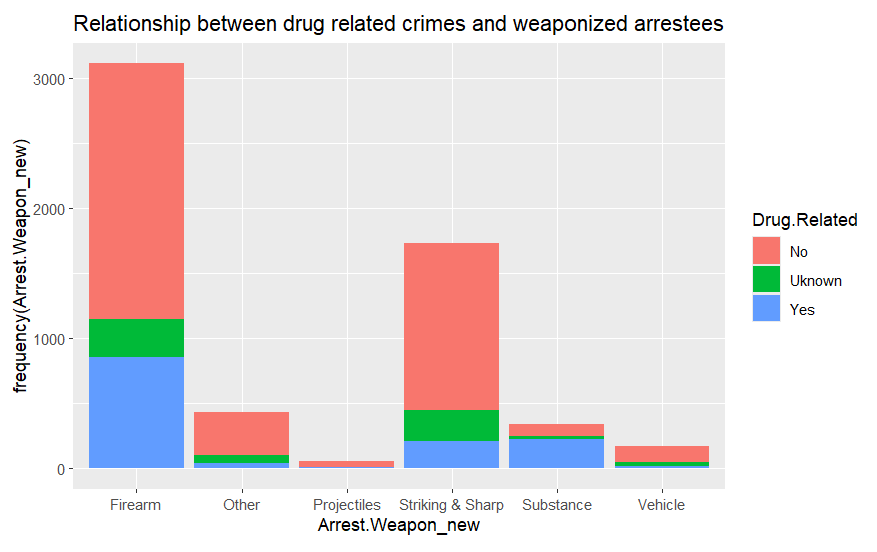 Relationship between drug related crimes and weaponized arrestees
frequency(Arrest.Weapon_new)
3000
2000
1000
0
Firearm Other Projectiles Striking & Sharp Substance Vehicle
Arrest.Weapon_new
Drug.Related
No
Uknown
Yes